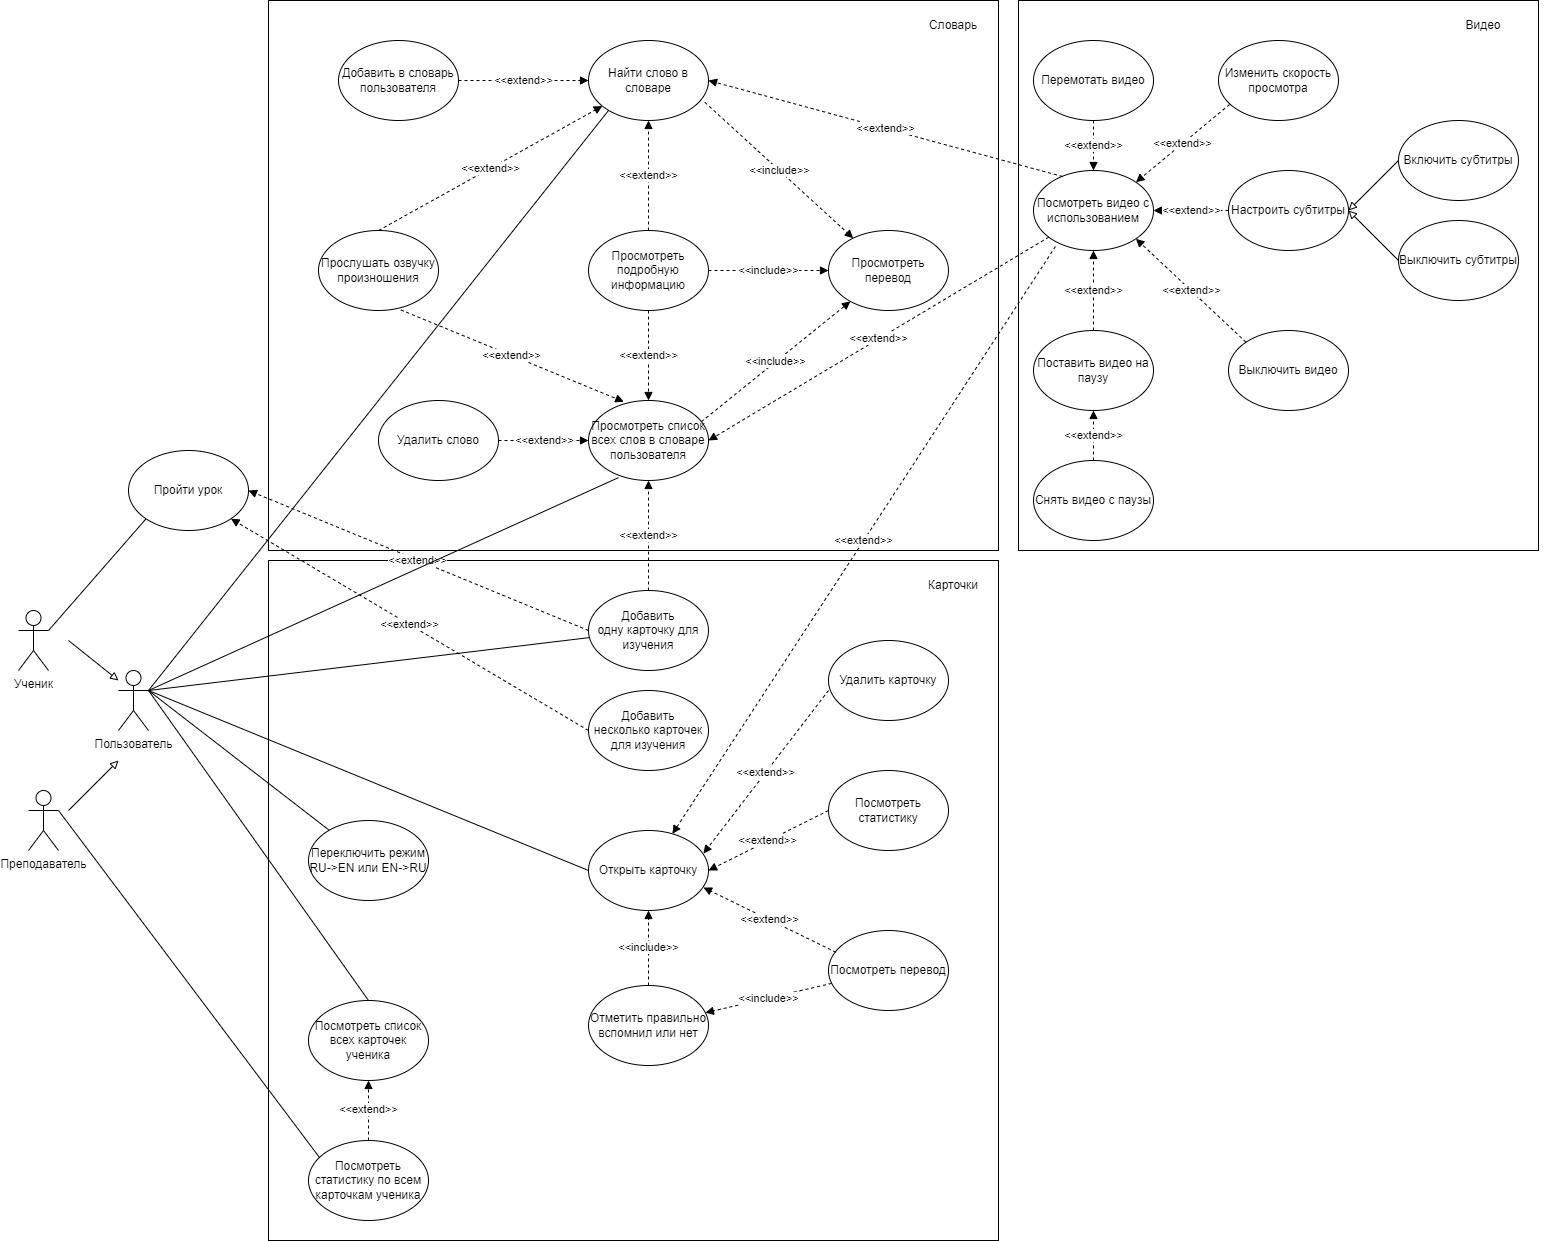 Словарь
Добавить в словарь
пользователя
<<extend>>
Найти слово в
словаре
<<extend>>
<<extend>>
<<include>>
<<extend>>
Прослушать озвучку
произношения
Просмотреть
подробную
информацию
<<include>>
Просмотреть
перевод
<<extend>>
<<extend>>
<<include>>
<<extend>>
Удалить слово
<<extend>>
Просмотреть список
всех слов в словаре
пользователя
<<extend>>
<<extend>>
Видео
Перемотать видео
Изменить скорость
просмотра
<<extend>>
<<extend>>
Посмотреть видео с
использованием
<<extend>>
Настроить субтитры
Включить субтитры
Выключить субтитры
<<extend>>
<<extend>>
Поставить видео на
паузу
Выключить видео
<<extend>>
Снять видео с паузы
Пройти урок
<<extend>>
<<extend>>
Ученик
Пользователь
Преподаватель
Карточки
Добавить
одну карточку для
изучения
Добавить
несколько карточек
для изучения
Удалить карточку
<<extend>>
Посмотреть
статистику
<<extend>>
Переключить режим
RU->EN или EN->RU
Открыть карточку
<<extend>>
<<include>>
Посмотреть перевод
<<include>>
Отметить правильно
вспомнил или нет
Посмотреть список
всех карточек
ученика
<<extend>>
Посмотреть
статистику по всем
карточкам ученика